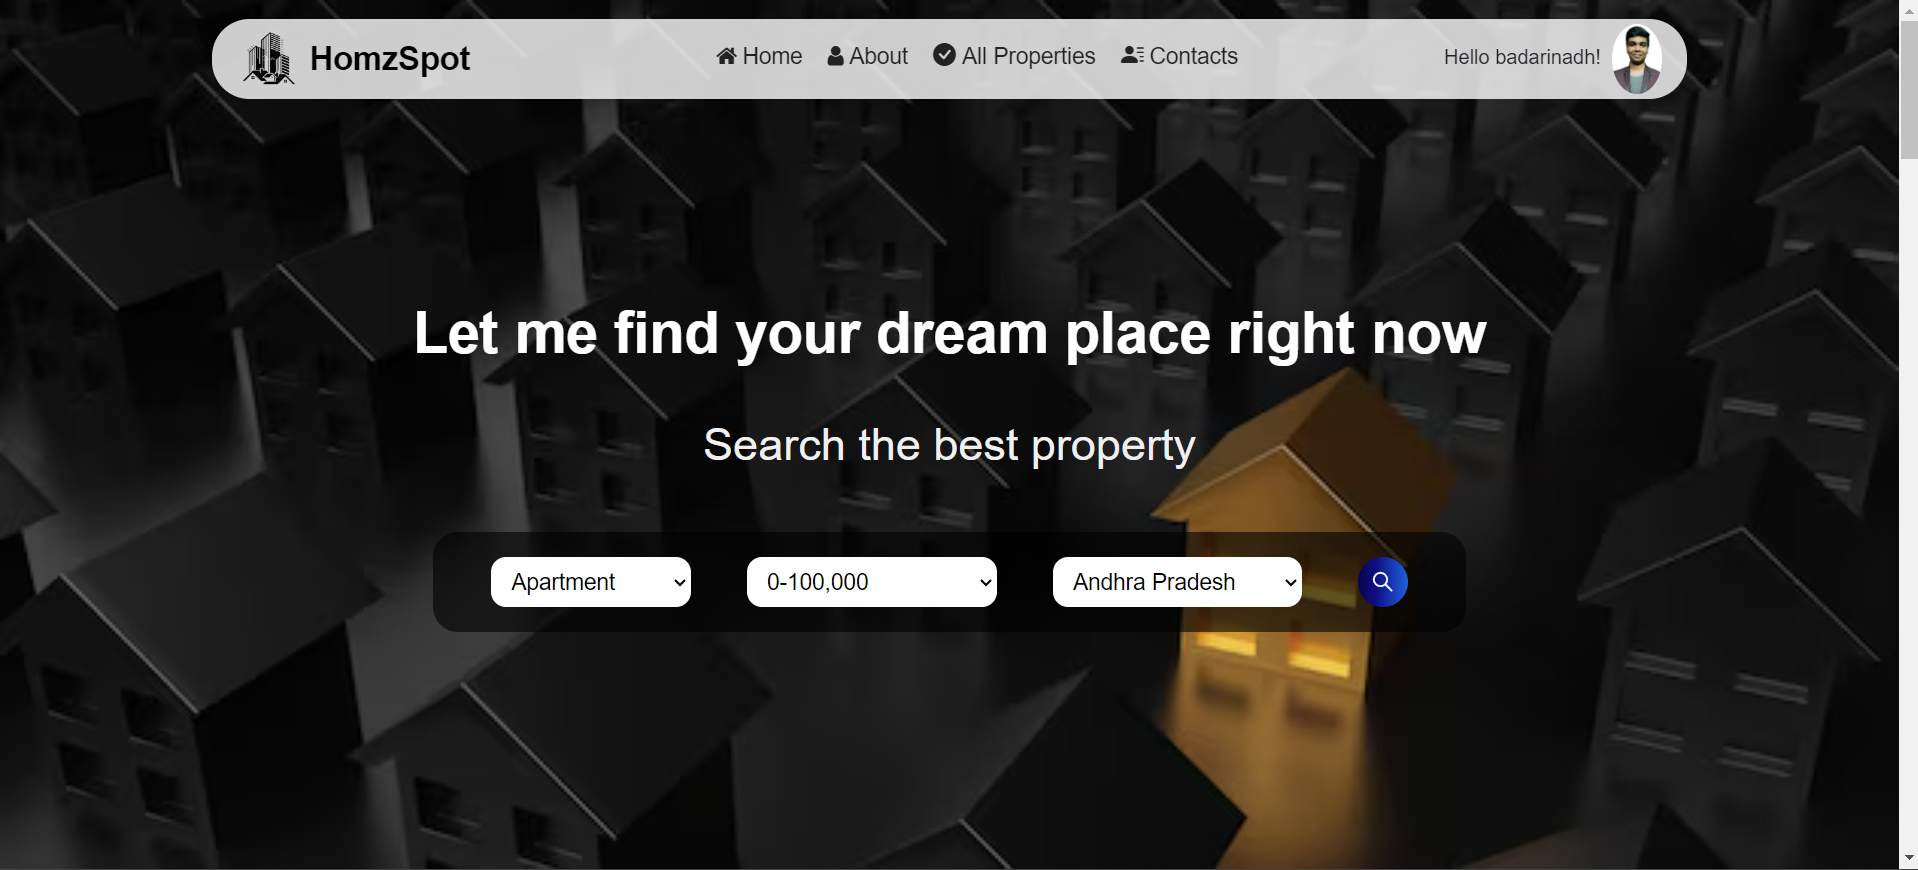 HomzSpot
Home About All Properties Contacts
Hello badarinadh!
Let me find your dream place right now
Search the best property
Apartment
0-100,000
Andhra Pradesh